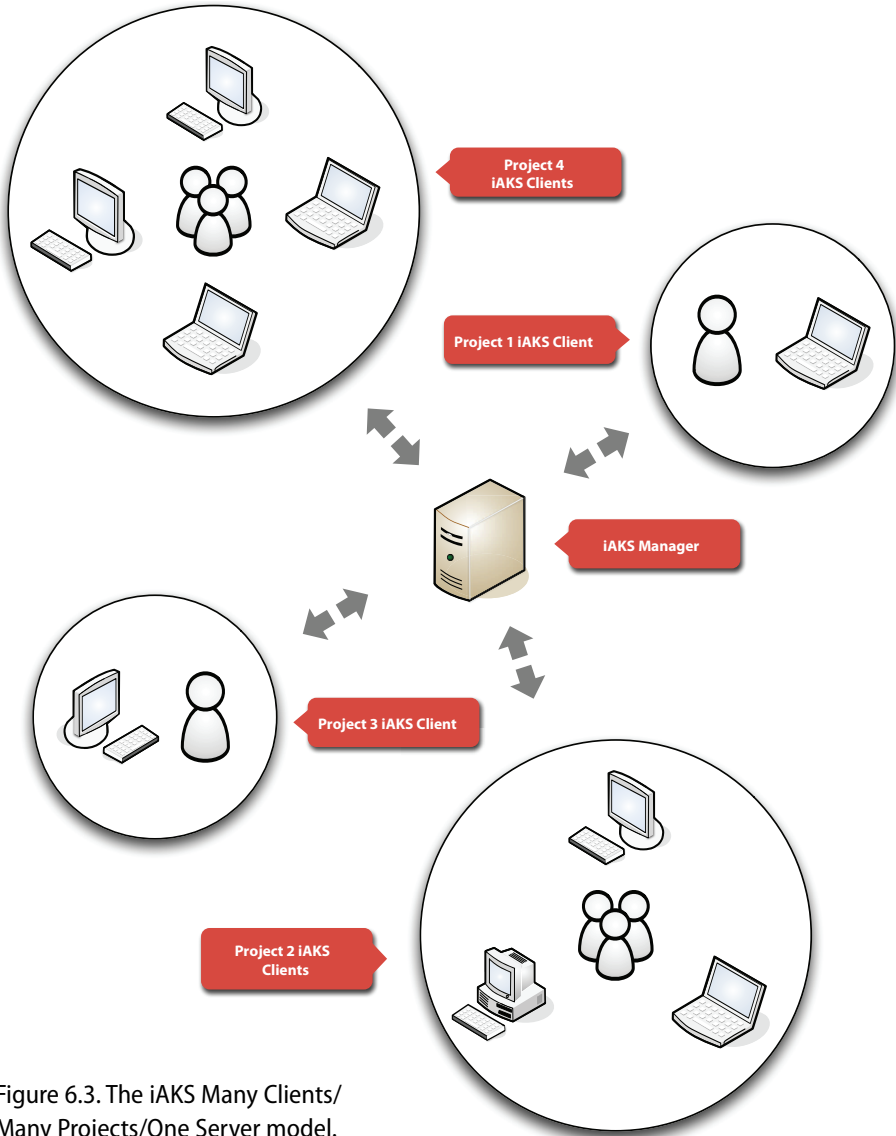 Project 4
iAKS Clients
Project 1 iAKS Client
iAKS Manager
Project 3 iAKS Client
Project 2 iAKS
Clients
Figure 6.3. The iAKS Many Clients/
Many Projects/One Server model.